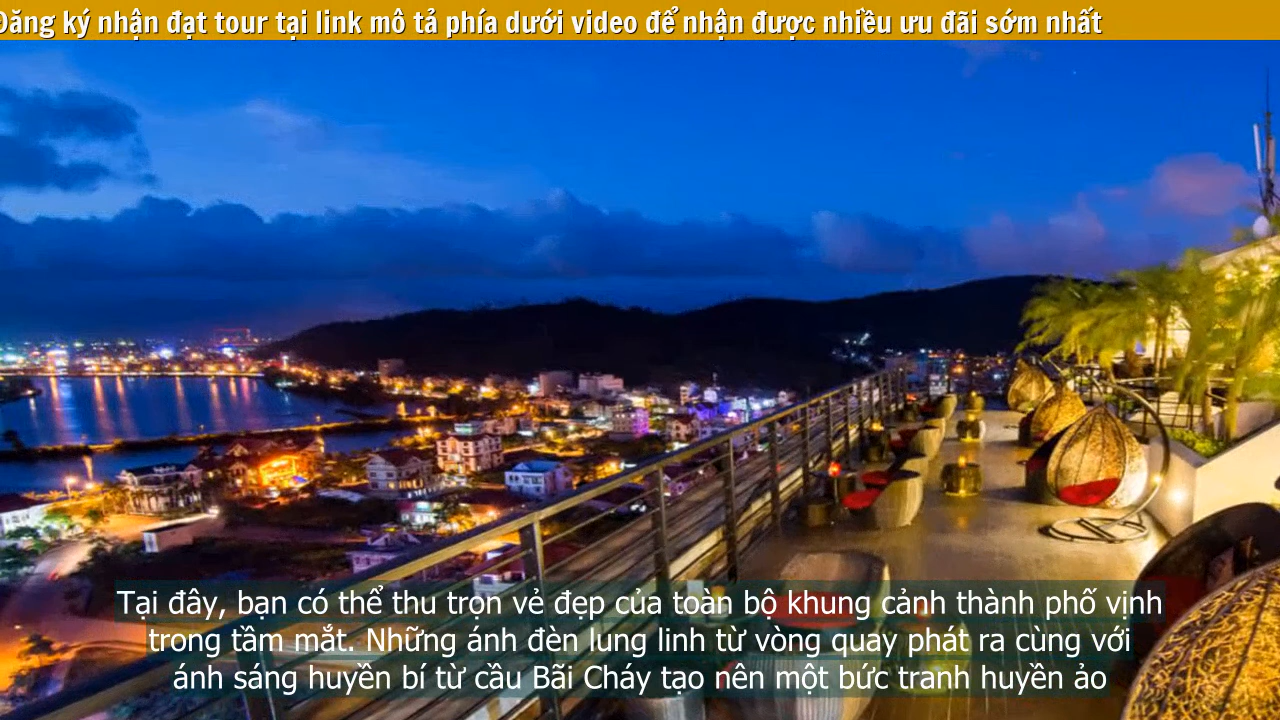 Đăng ký nhận đạt tour tại link mô tả phía dưới video để nhận được nhiều ưu đãi sớm nhất
Tại đây, bạn có thể thu trọn vẻ đẹp của toàn bộ khung cảnh thành phố vịnh
trong tầm mắt. Những ánh đèn lung linh từ vòng quay phát ra cùng với
ánh sáng huyền bí từ cầu Bãi Cháy tạo nên một bức tranh huyền ảo